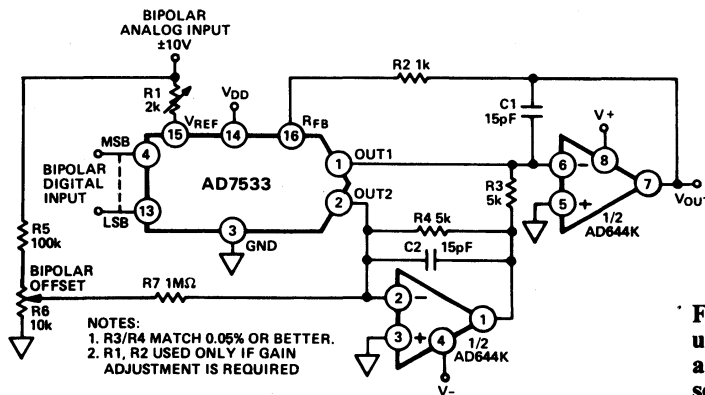 BIPOLAR
ANALOG INPUT
±10V
R1
2k
VDD
R2 1k
C1
15pF
V+
15
VREF
14
16
RFB
MSB
4
1
OUT1
6
−
8
7
BIPOLAR
DIGITAL
INPUT
AD7533
2
OUT2
R3
5k
5
+
VOUT
1/2
AD644K
LSB
13
3
GND
R4 5k
C2
15pF
R5
100k
BIPOLAR
OFFSET
R7 1MΩ
R6
10k
2
−
1
3
+
4
1/2
AD644K
V−
NOTES:
1. R3/R4 MATCH 0.05% OR BETTER.
2. R1, R2 USED ONLY IF GAIN
ADJUSTMENT IS REQUIRED
F
u
a